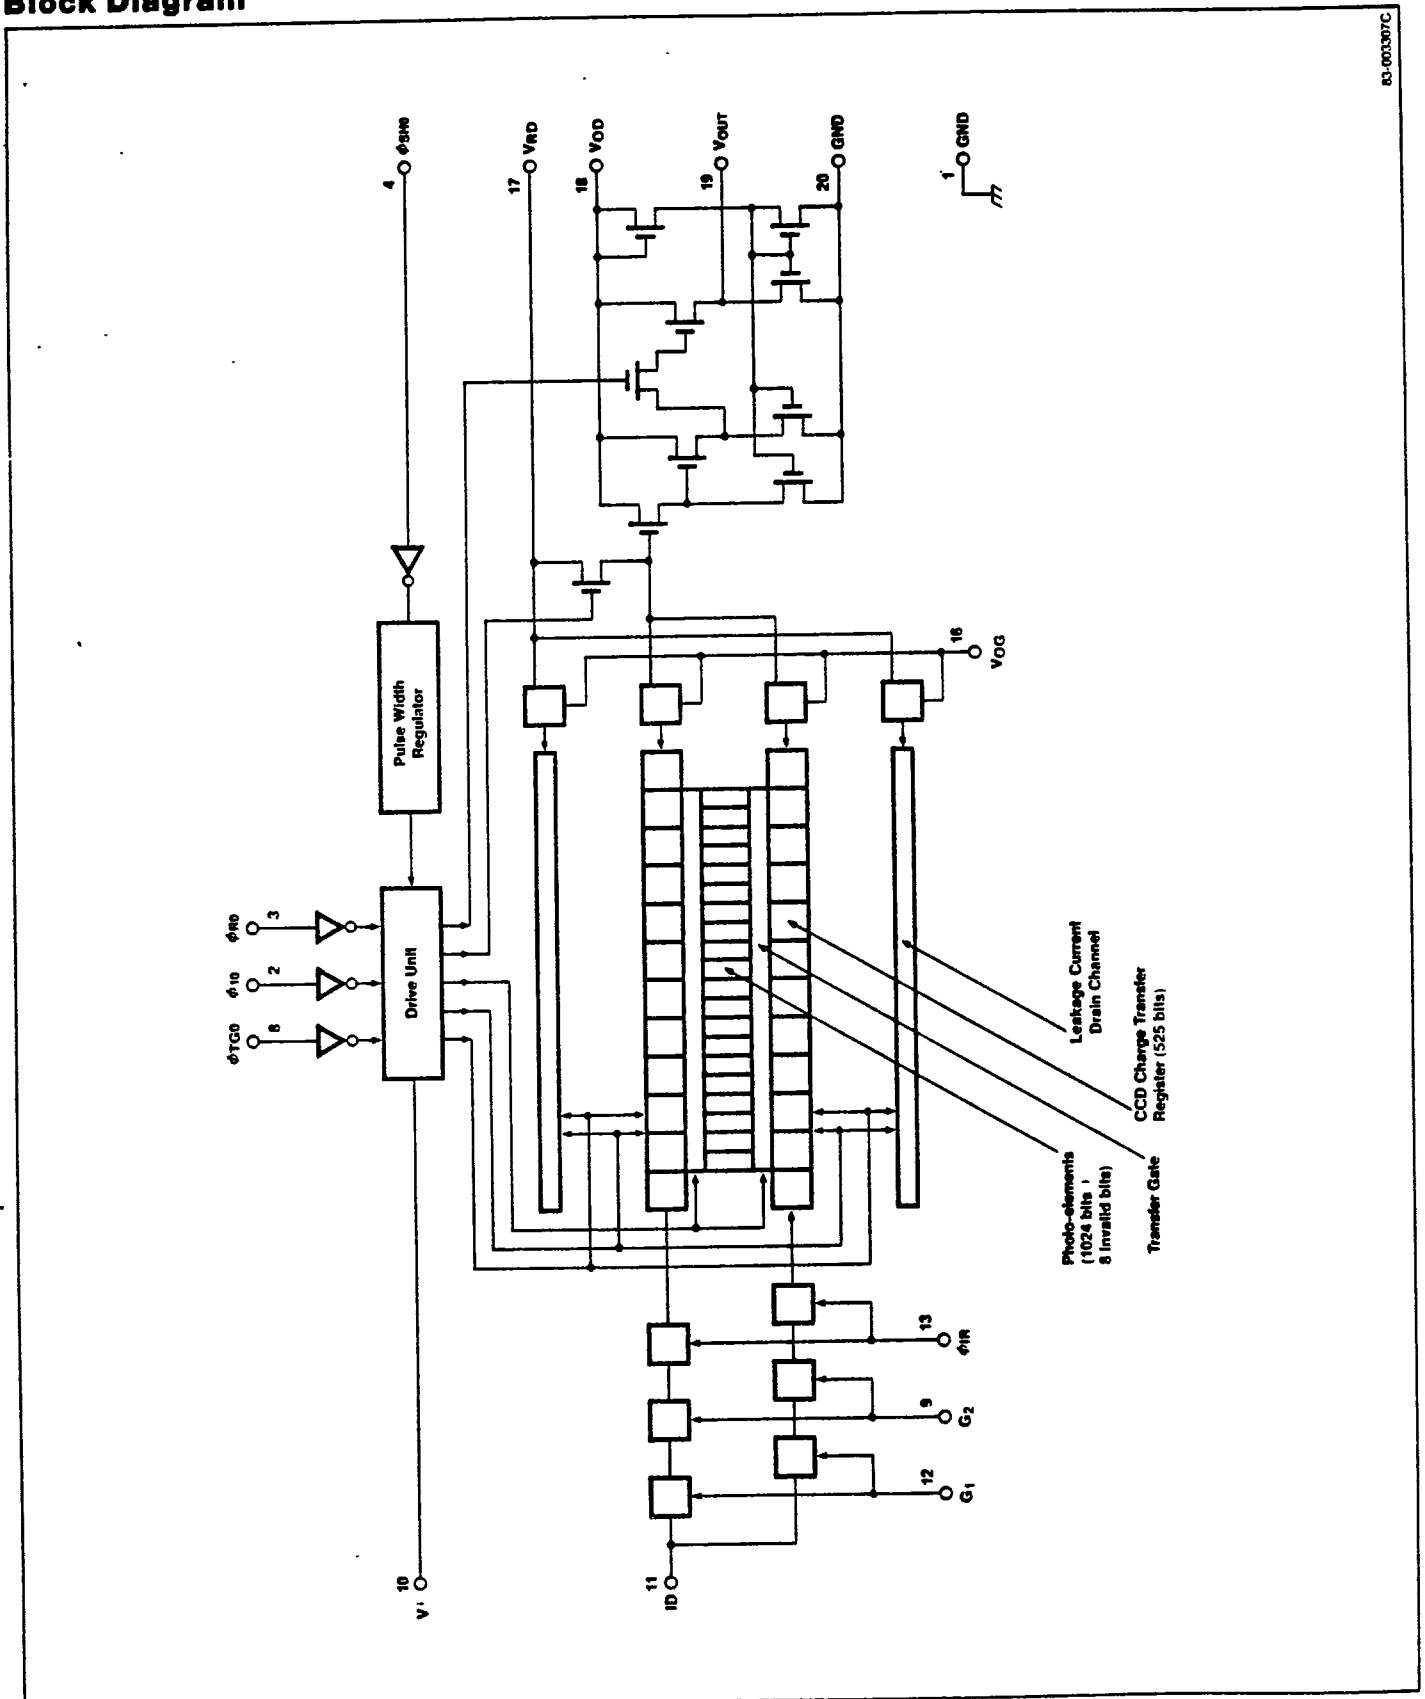 Block Diagram
83-003307C
4
φSH0
17
VRD
18
VOD
19
VOUT
20
GND
1
GND
Pulse Width
Regulator
φR0
3
φ10
2
φTG0
8
Drive Unit
16
VOG
Leakage Current
Drain Channel
CCD Charge Transfer
Register (525 bits)
Photo-elements
(1024 bits +
8 invalid bits)
Transfer Gate
13
φIR
9
G2
12
G1
10
V+
11
ID